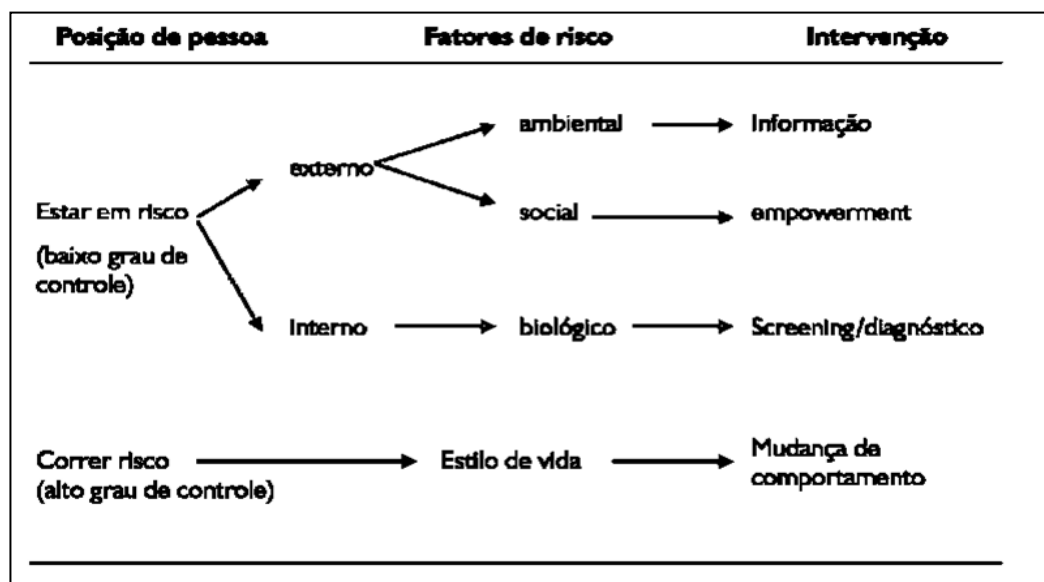 Posição de pessoa Fatores de risco Intervenção
ambiental Informação
externo
Estar em risco social empowerment
(baixo grau de
controle)
Interno biológico Screening/diagnóstico
Correr risco Estilo de vida Mudança de
(alto grau de controle) comportamento